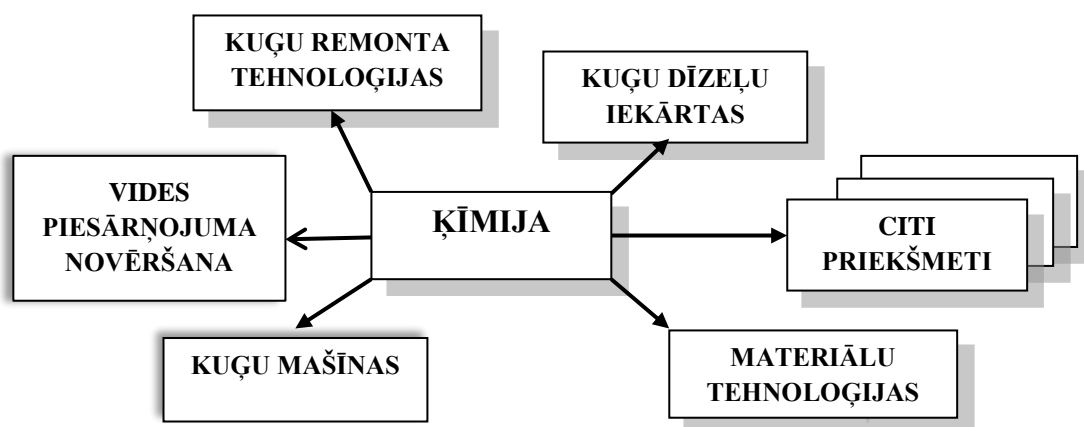 KUĢU REMONTA
TEHNOLOĢIJAS
KUĢU DĪZEĻU
IEKĀRTAS
VIDES
PIESĀRŅOJUMA
NOVĒRŠANA
ĶĪMIJA
CITI
PRIEKŠMETI
KUĢU MAŠĪNAS
MATERIĀLU
TEHNOLOĢIJAS